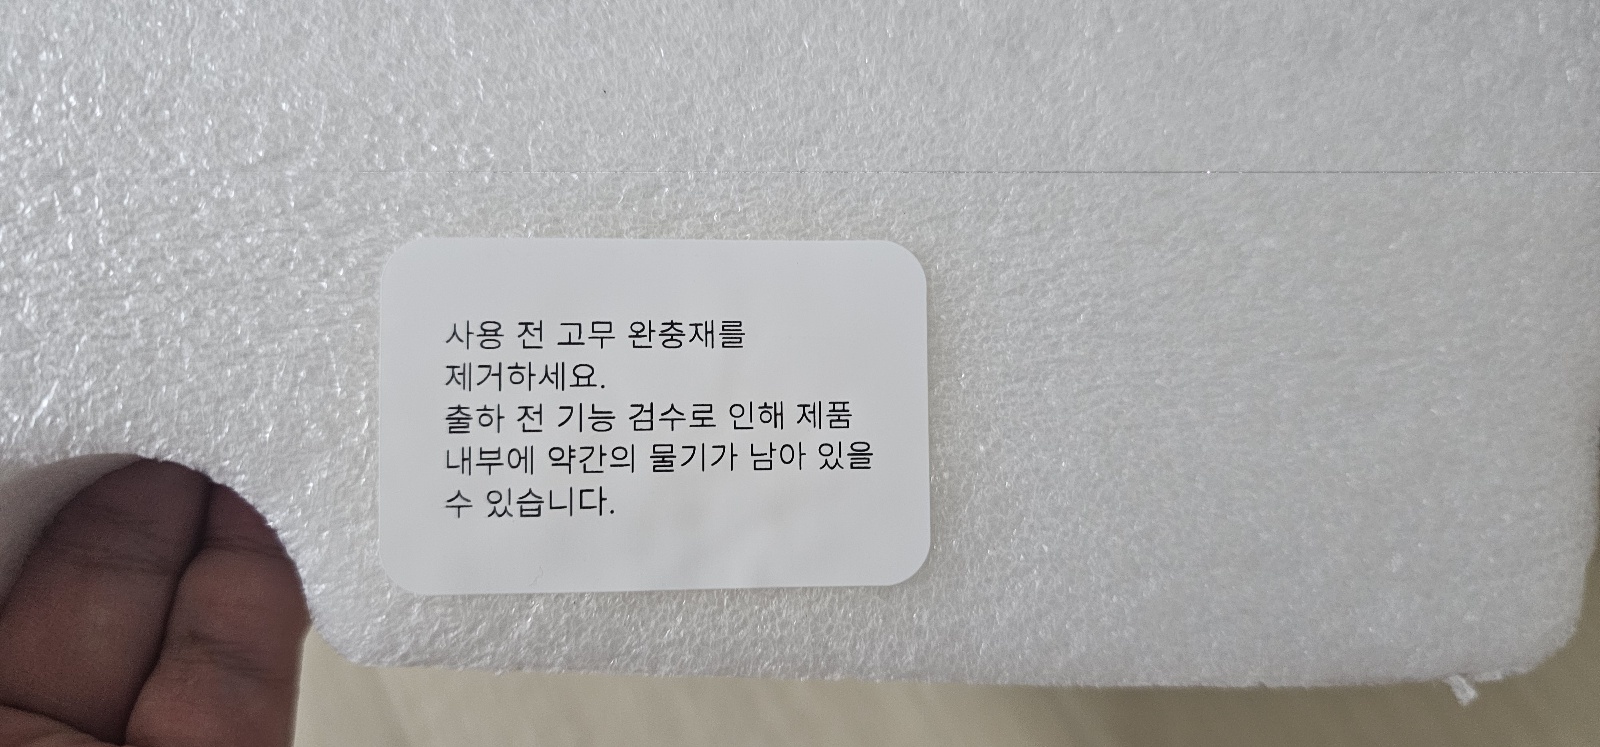 사용 전 고무 완충재를
제거하세요.
출하 전 기능 검수로 인해 제품
내부에 약간의 물기가 남아 있을
수 있습니다.